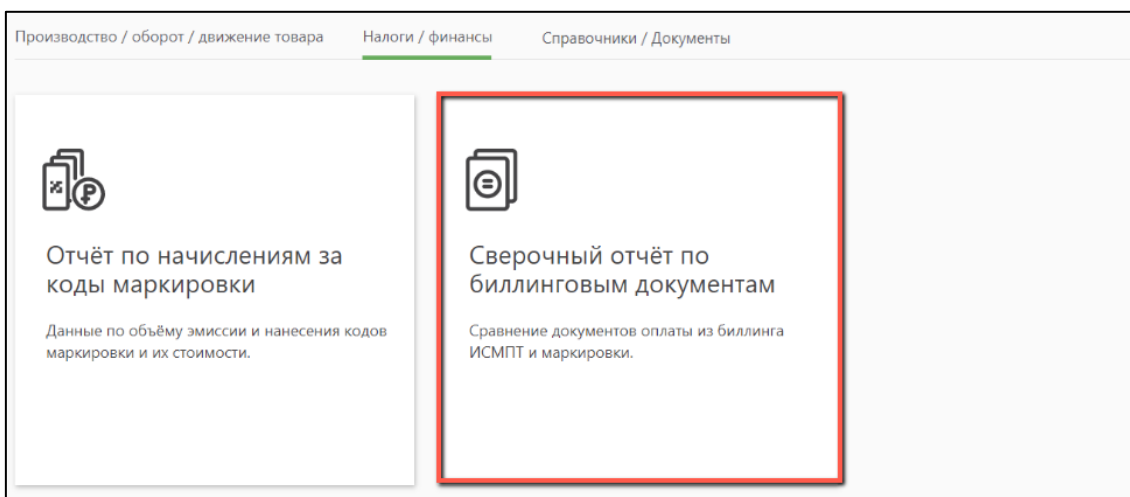 Производство / оборот / движение товара Налоги / финансы Справочники / Документы
Отчёт по начислениям за
коды маркировки
Данные по объёму эмиссии и нанесения кодов
маркировки и их стоимости.
Сверочный отчёт по
биллинговым документам
Сравнение документов оплаты из биллинга
ИСМПТ и маркировки.